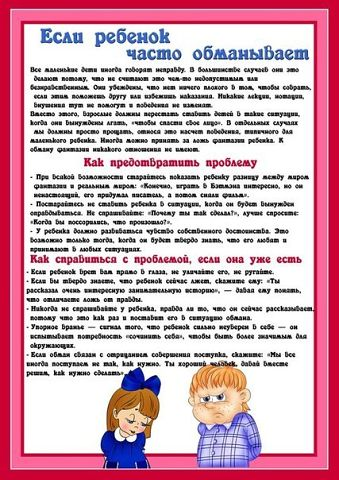 Если ребенок
часто обманывает
Все маленькие дети иногда говорят неправду. В большинстве случаев они это
делают потому, что не считают это чем-то недопустимым или
безнравственным. Они убеждены, что нет ничего плохого в том, чтобы соврать,
если этим поможешь другу или избежишь наказания. Никакие лекции, нотации,
внушения тут не помогут и поведения не изменят.
Вместо этого, взрослые должны перестать ставить детей в такие ситуации,
когда они вынуждены лгать, «чтобы спасти свое лицо». В отдельных случаях
мы должны просто прощать, относя это насчет поведения, типичного для
маленького ребенка. Иногда можно принять за ложь фантазии ребенка. К
обману фантазии никакого отношения не имеют.
Как предотвратить проблему
- При всякой возможности старайтесь показать ребенку разницу между миром
фантазии и реальным миром: «Конечно, играть в Бэтмэна интересно, но он
ненастоящий, его придумал писатель, а потом сняли фильм».
- Постарайтесь не ставить ребенка в ситуации, когда он будет вынужден
оправдываться. Не спрашивайте: «Почему ты так сделал?», лучше спросите:
«Когда вы поссорились, что произошло?».
- У ребенка должно развиваться чувство собственного достоинства. Это
возможно только тогда, когда он будет твердо знать, что его любят и
принимают в любых ситуациях.
Как справиться с проблемой, если она уже есть
- Если ребенок врет вам прямо в глаза, не уличайте его, не ругайте.
- Если вы твердо знаете, что ребенок сейчас лжет, скажите ему: «Ты
рассказал очень интересную занимательную историю», — давая ему понять,
что отличаете ложь от правды.
- Никогда не спрашивайте у ребенка, правда ли то, что он сейчас рассказывает,
потому что это как раз и поставит его в ситуацию обмана.
- Упорное вранье — сигнал того, что ребенок сильно неуверен в себе — он
испытывает потребность «сочинить себя», чтобы быть более значимым для
окружающих.
- Если обман связан с отрицанием совершения поступка, скажите: «Мы все
иногда поступаем не так, как нужно. Ты хороший человек, давай вместе
решим, как нужно сделать».